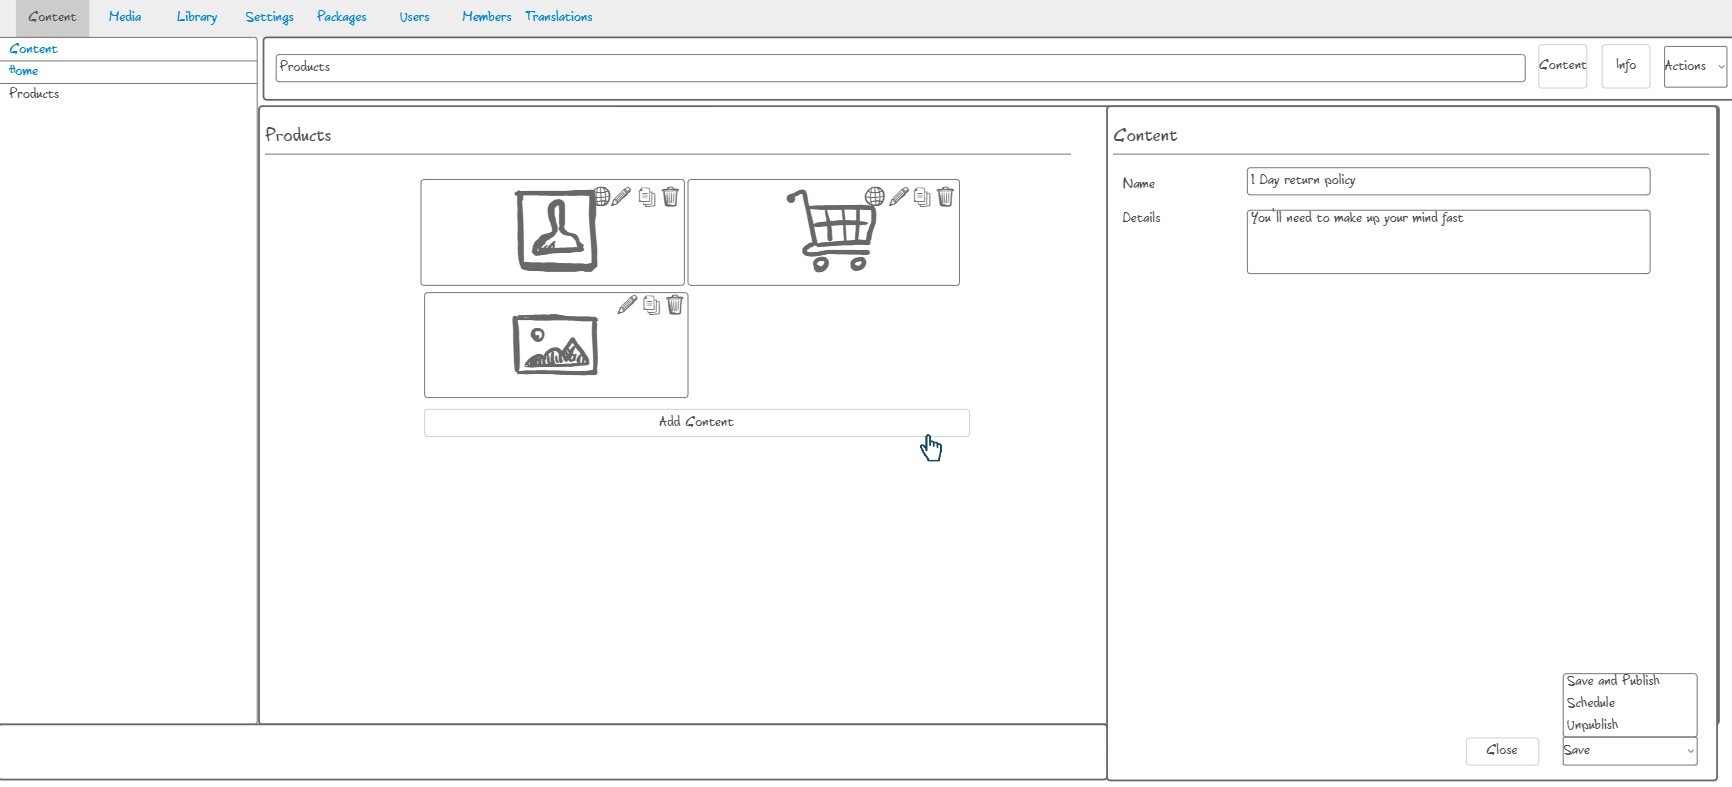 Content Media Library Settings Packages Users Members Translations
Content
Home
Products
Products
Content
Info
Actions
Products
Add Content
Content
Name
1 Day return policy
Details
You'll need to make up your mind fast
Save and Publish
Schedule
Unpublish
Close
Save